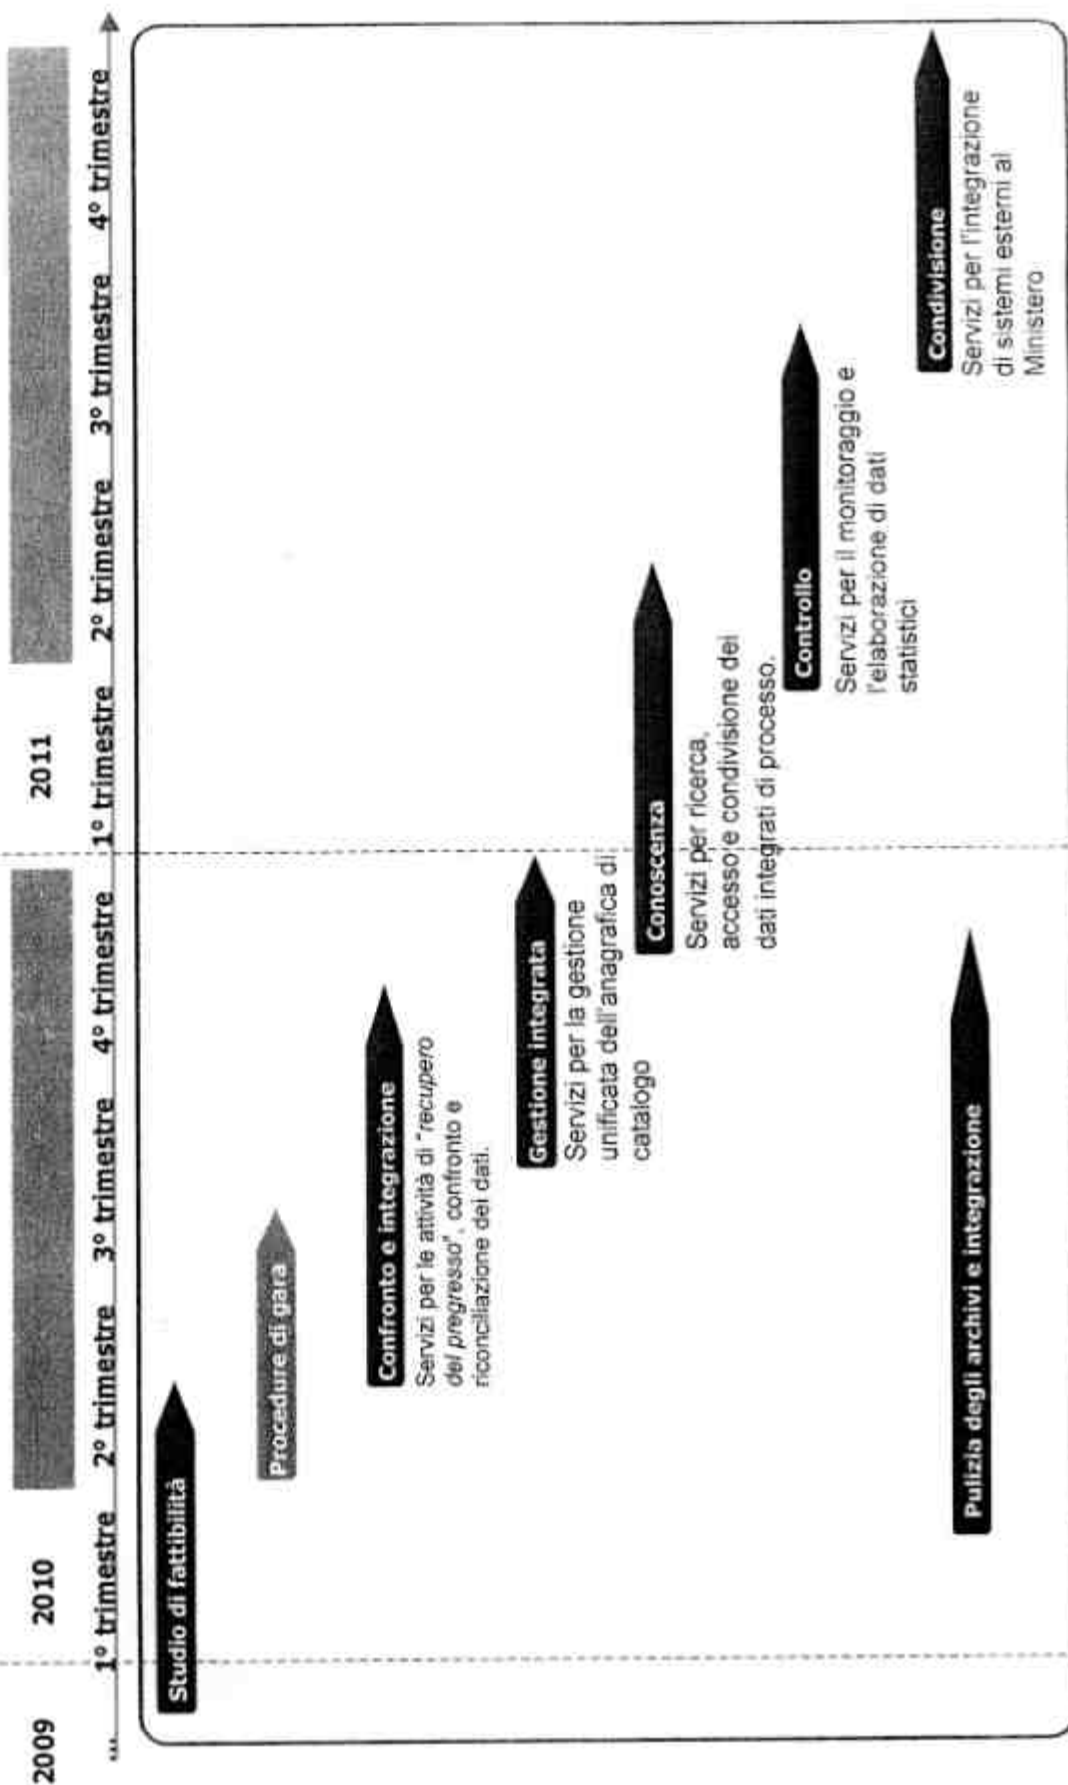 2009 2010 2011
... 1° trimestre 2° trimestre 3° trimestre 4° trimestre 1° trimestre 2° trimestre 3° trimestre 4° trimestre
Studio di fattibilità
Procedure di gara
Confronto e integrazione
Servizi per le attività di "recupero
del pregresso", confronto e
riconciliazione dei dati.
Gestione integrata
Servizi per la gestione
unificata dell'anagrafica di
catalogo
Conoscenza
Servizi per ricerca,
accesso e condivisione dei
dati integrati di processo.
Controllo
Servizi per il monitoraggio e
l'elaborazione di dati
statistici
Condivisione
Servizi per l'integrazione
di sistemi esterni al
Ministero
Pulizia degli archivi e integrazione